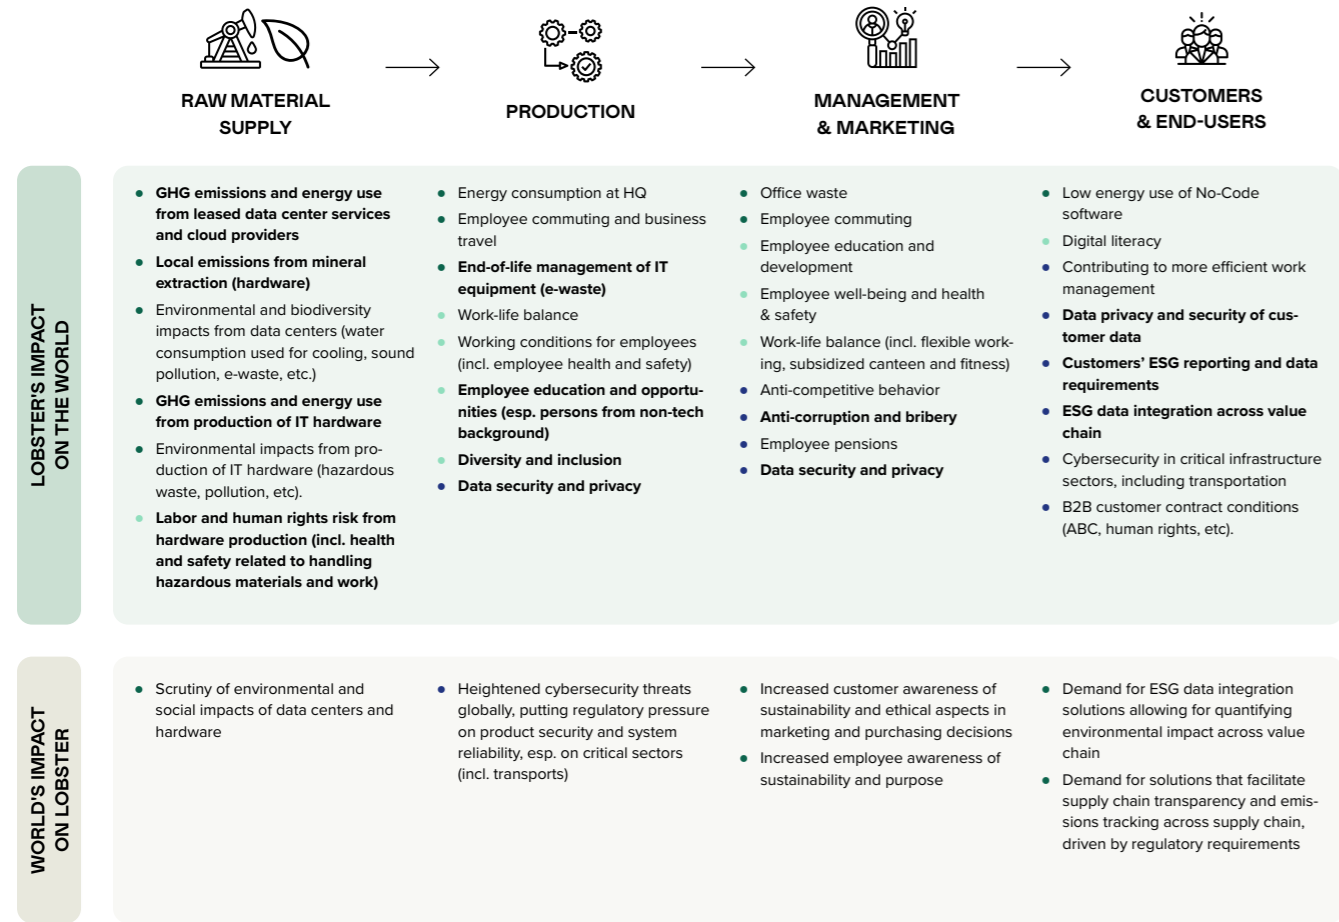 RAW MATERIAL
SUPPLY
PRODUCTION
MANAGEMENT
& MARKETING
CUSTOMERS
& END-USERS
LOBSTER'S IMPACT
ON THE WORLD
GHG emissions and energy use
from leased data center services
and cloud providers
Local emissions from mineral
extraction (hardware)
Environmental and biodiversity
impacts from data centers (water
consumption used for cooling, sound
pollution, e-waste, etc.)
GHG emissions and energy use
from production of IT hardware
Environmental impacts from pro-
duction of IT hardware (hazardous
waste, pollution, etc).
Labor and human rights risk from
hardware production (incl. health
and safety related to handling
hazardous materials and work)
Energy consumption at HQ
Employee commuting and business
travel
End-of-life management of IT
equipment (e-waste)
Work-life balance
Working conditions for employees
(incl. employee health and safety)
Employee education and opportu-
nities (esp. persons from non-tech
background)
Diversity and inclusion
Data security and privacy
Office waste
Employee commuting
Employee education and
development
Employee well-being and health
& safety
Work-life balance (incl. flexible work-
ing, subsidized canteen and fitness)
Anti-competitive behavior
Anti-corruption and bribery
Employee pensions
Data security and privacy
Low energy use of No-Code
software
Digital literacy
Contributing to more efficient work
management
Data privacy and security of cus-
tomer data
Customers' ESG reporting and data
requirements
ESG data integration across value
chain
Cybersecurity in critical infrastructure
sectors, including transportation
B2B customer contract conditions
(ABC, human rights, etc).
WORLD'S IMPACT
ON LOBSTER
Scrutiny of environmental and
social impacts of data centers and
hardware
Heightened cybersecurity threats
globally, putting regulatory pressure
on product security and system
reliability, esp. on critical sectors
(incl. transports)
Increased customer awareness of
sustainability and ethical aspects in
marketing and purchasing decisions
Increased employee awareness of
sustainability and purpose
Demand for ESG data integration
solutions allowing for quantifying
environmental impact across value
chain
Demand for solutions that facilitate
supply chain transparency and emis-
sions tracking across supply chain,
driven by regulatory requirements